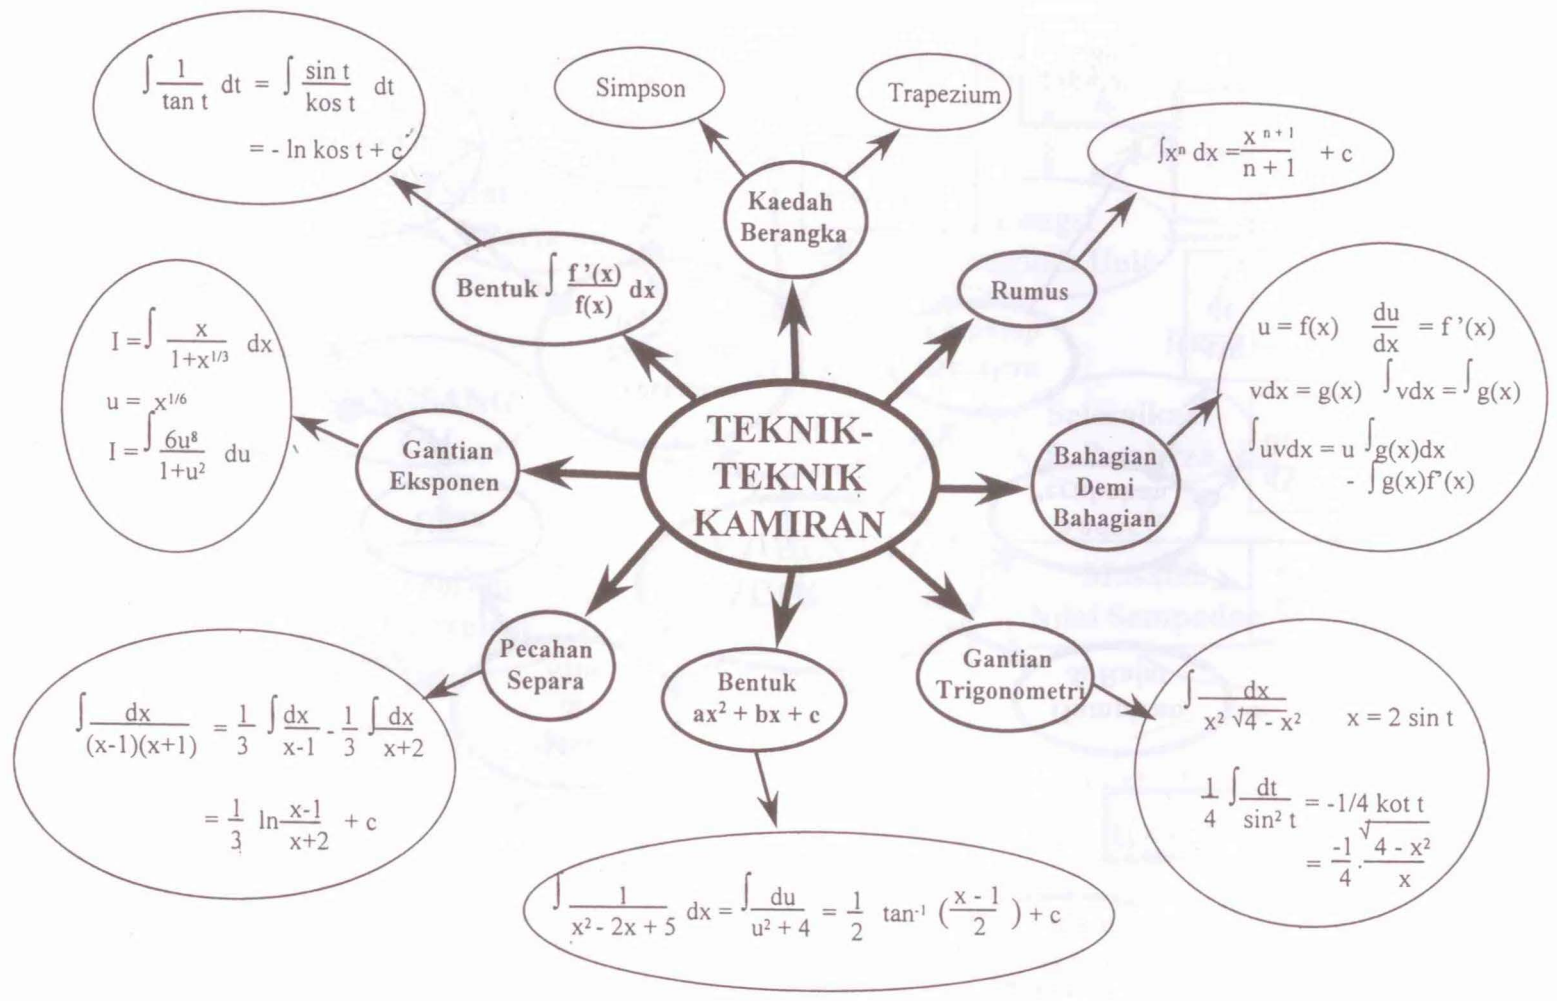 ∫ 1/tan t dt = ∫ sin t/kos t dt
= - ln kos t + c
Simpson
Trapezium
∫xⁿ dx = x ⁿ⁺¹/n + 1 + c
Kaedah
Berangka
Bentuk ∫ f '(x)/f(x) dx
Rumus
u = f(x) du/dx = f '(x)
vdx = g(x) ∫vdx = ∫g(x)
∫uvdx = u ∫g(x)dx
- ∫g(x)f'(x)
I = ∫ x/1+x^1/3 dx
u = x^1/6
I = ∫ 6u⁸/1+u² du
Gantian
Eksponen
TEKNIK-
TEKNIK
KAMIRAN
Bahagian
Demi
Bahagian
Pecahan
Separa
Bentuk
ax² + bx + c
Gantian
Trigonometri
∫ dx/(x-1)(x+1) = 1/3 ∫ dx/x-1 - 1/3 ∫ dx/x+2
= 1/3 ln x-1/x+2 + c
∫ dx/x² √4 - x² x = 2 sin t
1/4 ∫ dt/sin² t = -1/4 kot t
= -1/4 . √4 - x²/x
∫ 1/x² - 2x + 5 dx = ∫ du/u² + 4 = 1/2 tan⁻¹ (x - 1/2) + c